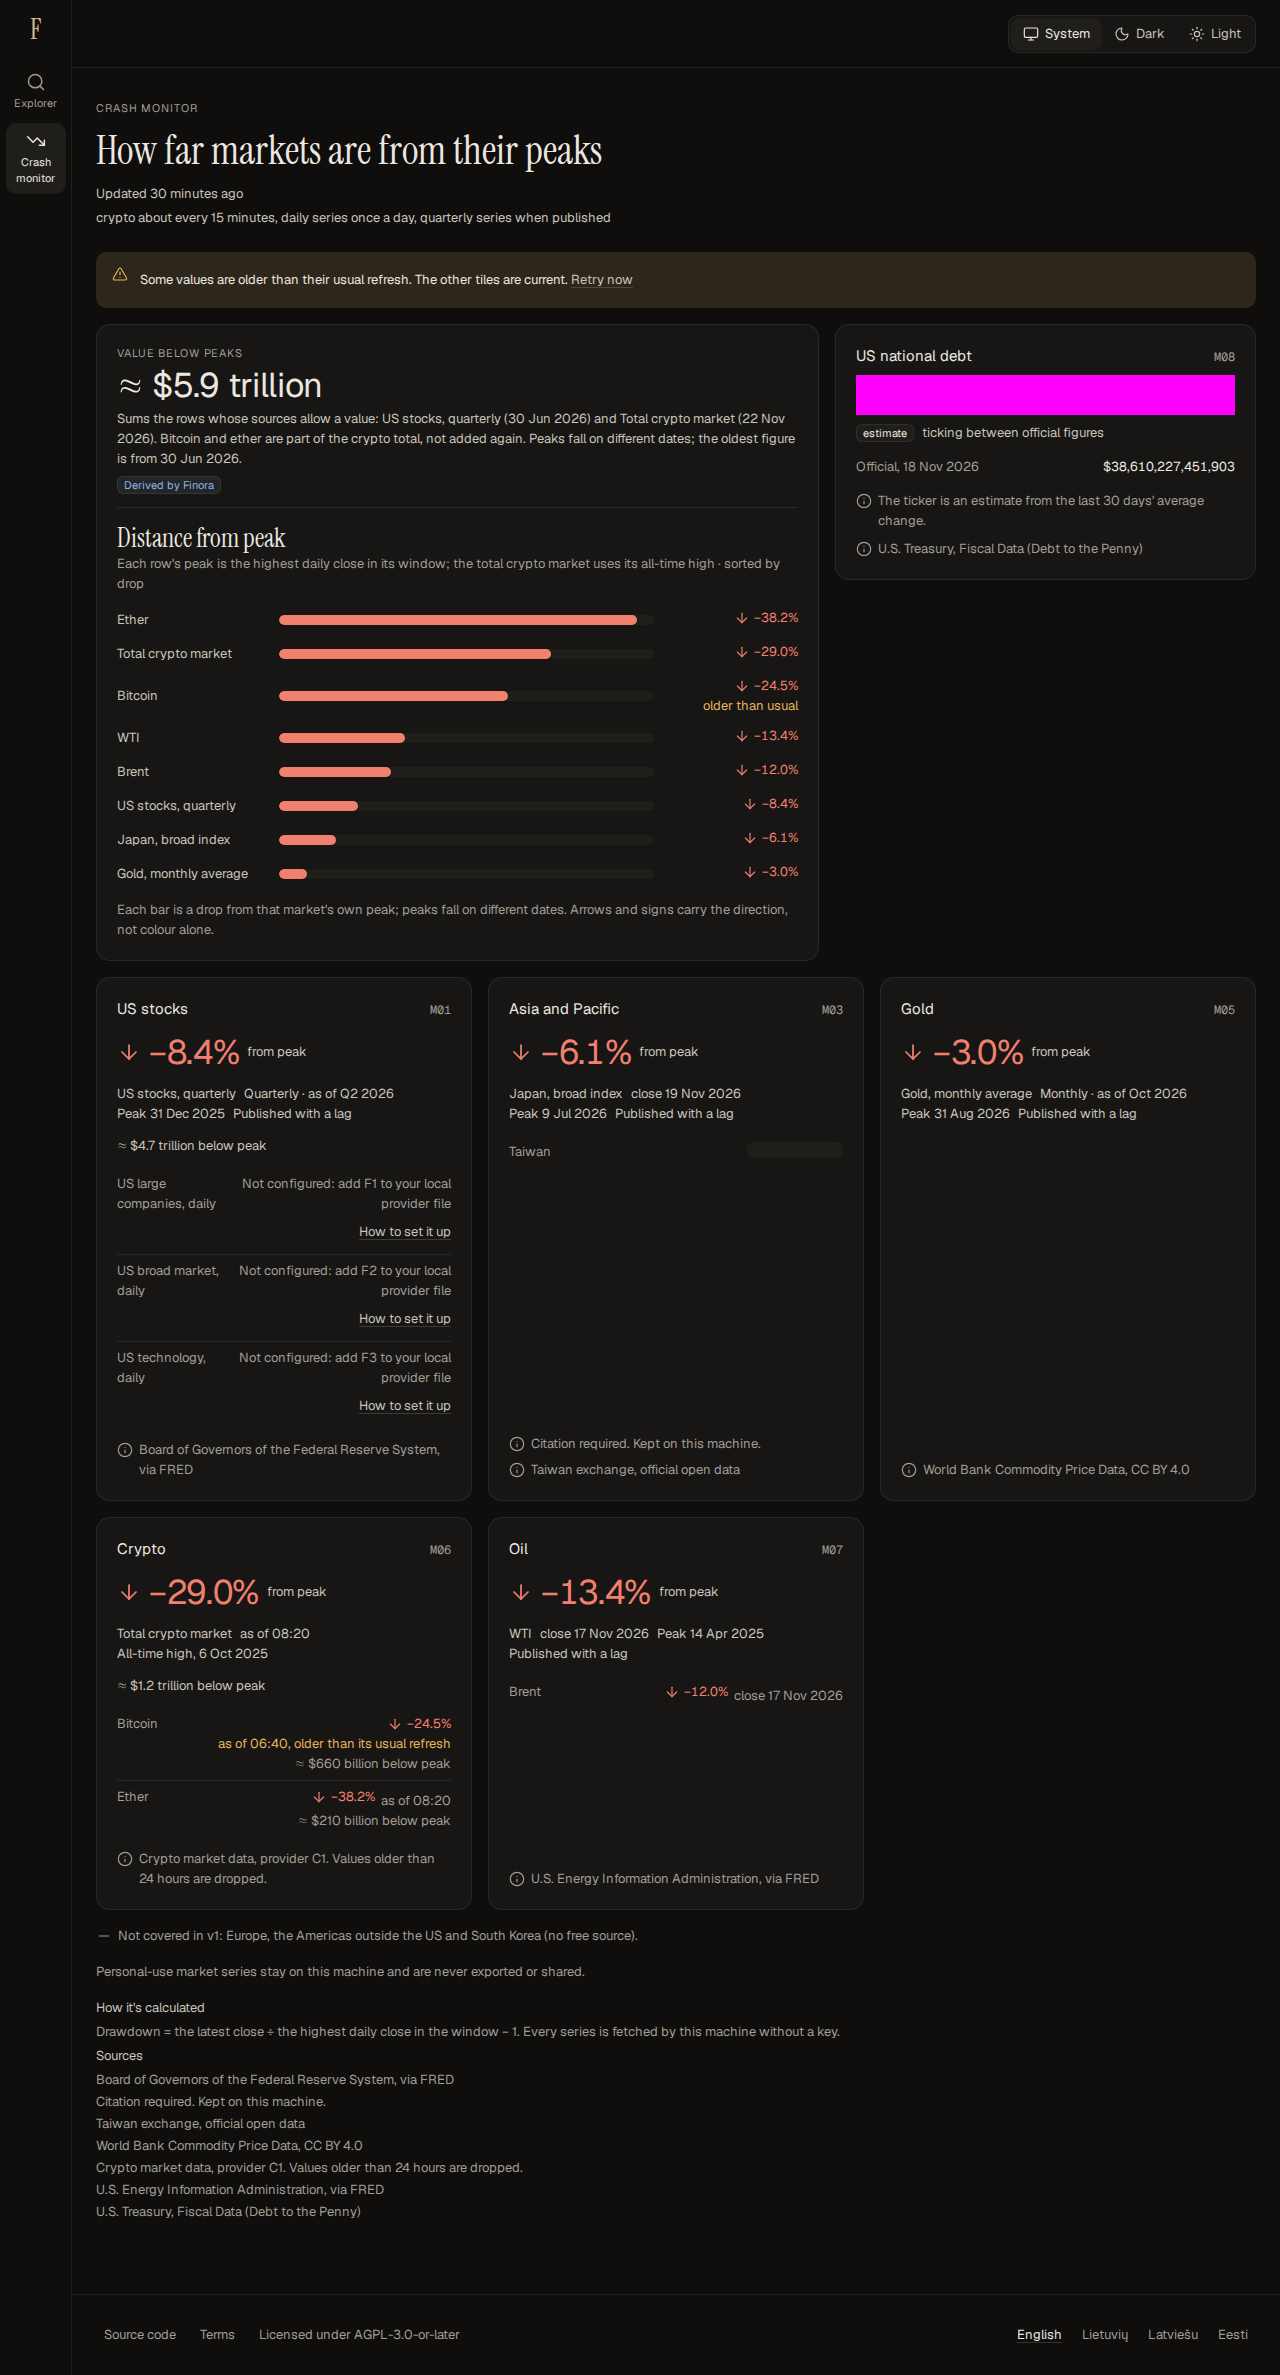 F
System
Dark
Light
Explorer
Crash
monitor
CRASH MONITOR
How far markets are from their peaks
Updated 30 minutes ago
crypto about every 15 minutes, daily series once a day, quarterly series when published
Some values are older than their usual refresh. The other tiles are current. Retry now
VALUE BELOW PEAKS
≈ $5.9 trillion
Sums the rows whose sources allow a value: US stocks, quarterly (30 Jun 2026) and Total crypto market (22 Nov
2026). Bitcoin and ether are part of the crypto total, not added again. Peaks fall on different dates; the oldest figure
is from 30 Jun 2026.
Derived by Finora
Distance from peak
Each row's peak is the highest daily close in its window; the total crypto market uses its all-time high · sorted by
drop
Ether ↓ −38.2%
Total crypto market ↓ −29.0%
Bitcoin ↓ −24.5%
older than usual
WTI ↓ −13.4%
Brent ↓ −12.0%
US stocks, quarterly ↓ −8.4%
Japan, broad index ↓ −6.1%
Gold, monthly average ↓ −3.0%
Each bar is a drop from that market's own peak; peaks fall on different dates. Arrows and signs carry the direction,
not colour alone.
US national debt M08
estimate ticking between official figures
Official, 18 Nov 2026 $38,610,227,451,903
The ticker is an estimate from the last 30 days' average
change.
U.S. Treasury, Fiscal Data (Debt to the Penny)
US stocks M01
↓ −8.4% from peak
US stocks, quarterly Quarterly · as of Q2 2026
Peak 31 Dec 2025 Published with a lag
≈ $4.7 trillion below peak
US large
companies, daily
Not configured: add F1 to your local
provider file
How to set it up
US broad market,
daily
Not configured: add F2 to your local
provider file
How to set it up
US technology,
daily
Not configured: add F3 to your local
provider file
How to set it up
Board of Governors of the Federal Reserve System,
via FRED
Asia and Pacific M03
↓ −6.1% from peak
Japan, broad index close 19 Nov 2026
Peak 9 Jul 2026 Published with a lag
Taiwan
Citation required. Kept on this machine.
Taiwan exchange, official open data
Gold M05
↓ −3.0% from peak
Gold, monthly average Monthly · as of Oct 2026
Peak 31 Aug 2026 Published with a lag
World Bank Commodity Price Data, CC BY 4.0
Crypto M06
↓ −29.0% from peak
Total crypto market as of 08:20
All-time high, 6 Oct 2025
≈ $1.2 trillion below peak
Bitcoin ↓ −24.5%
as of 06:40, older than its usual refresh
≈ $660 billion below peak
Ether ↓ −38.2% as of 08:20
≈ $210 billion below peak
Crypto market data, provider C1. Values older than
24 hours are dropped.
Oil M07
↓ −13.4% from peak
WTI close 17 Nov 2026 Peak 14 Apr 2025
Published with a lag
Brent ↓ −12.0% close 17 Nov 2026
U.S. Energy Information Administration, via FRED
— Not covered in v1: Europe, the Americas outside the US and South Korea (no free source).
Personal-use market series stay on this machine and are never exported or shared.
How it's calculated
Drawdown = the latest close ÷ the highest daily close in the window − 1. Every series is fetched by this machine without a key.
Sources
Board of Governors of the Federal Reserve System, via FRED
Citation required. Kept on this machine.
Taiwan exchange, official open data
World Bank Commodity Price Data, CC BY 4.0
Crypto market data, provider C1. Values older than 24 hours are dropped.
U.S. Energy Information Administration, via FRED
U.S. Treasury, Fiscal Data (Debt to the Penny)
Source code Terms Licensed under AGPL-3.0-or-later
English Lietuvių Latviešu Eesti